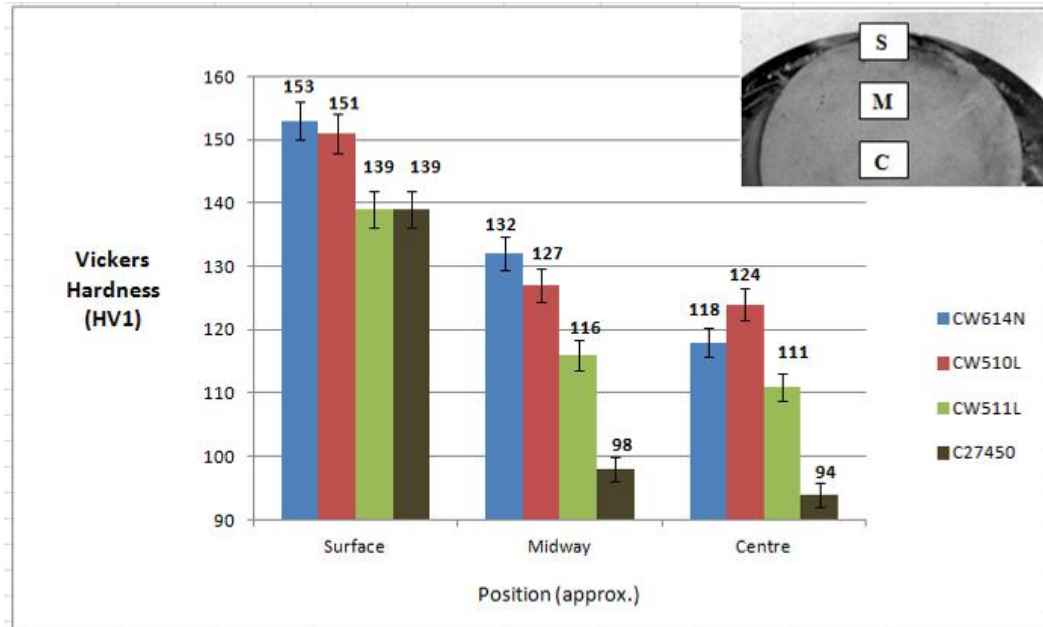 S
M
C
160
150
140
130
120
110
100
90
Vickers
Hardness
(HV1)
153
151
139
139
132
127
116
98
118
124
111
94
Surface
Midway
Centre
Position (approx.)
CW614N
CW510L
CW511L
C27450